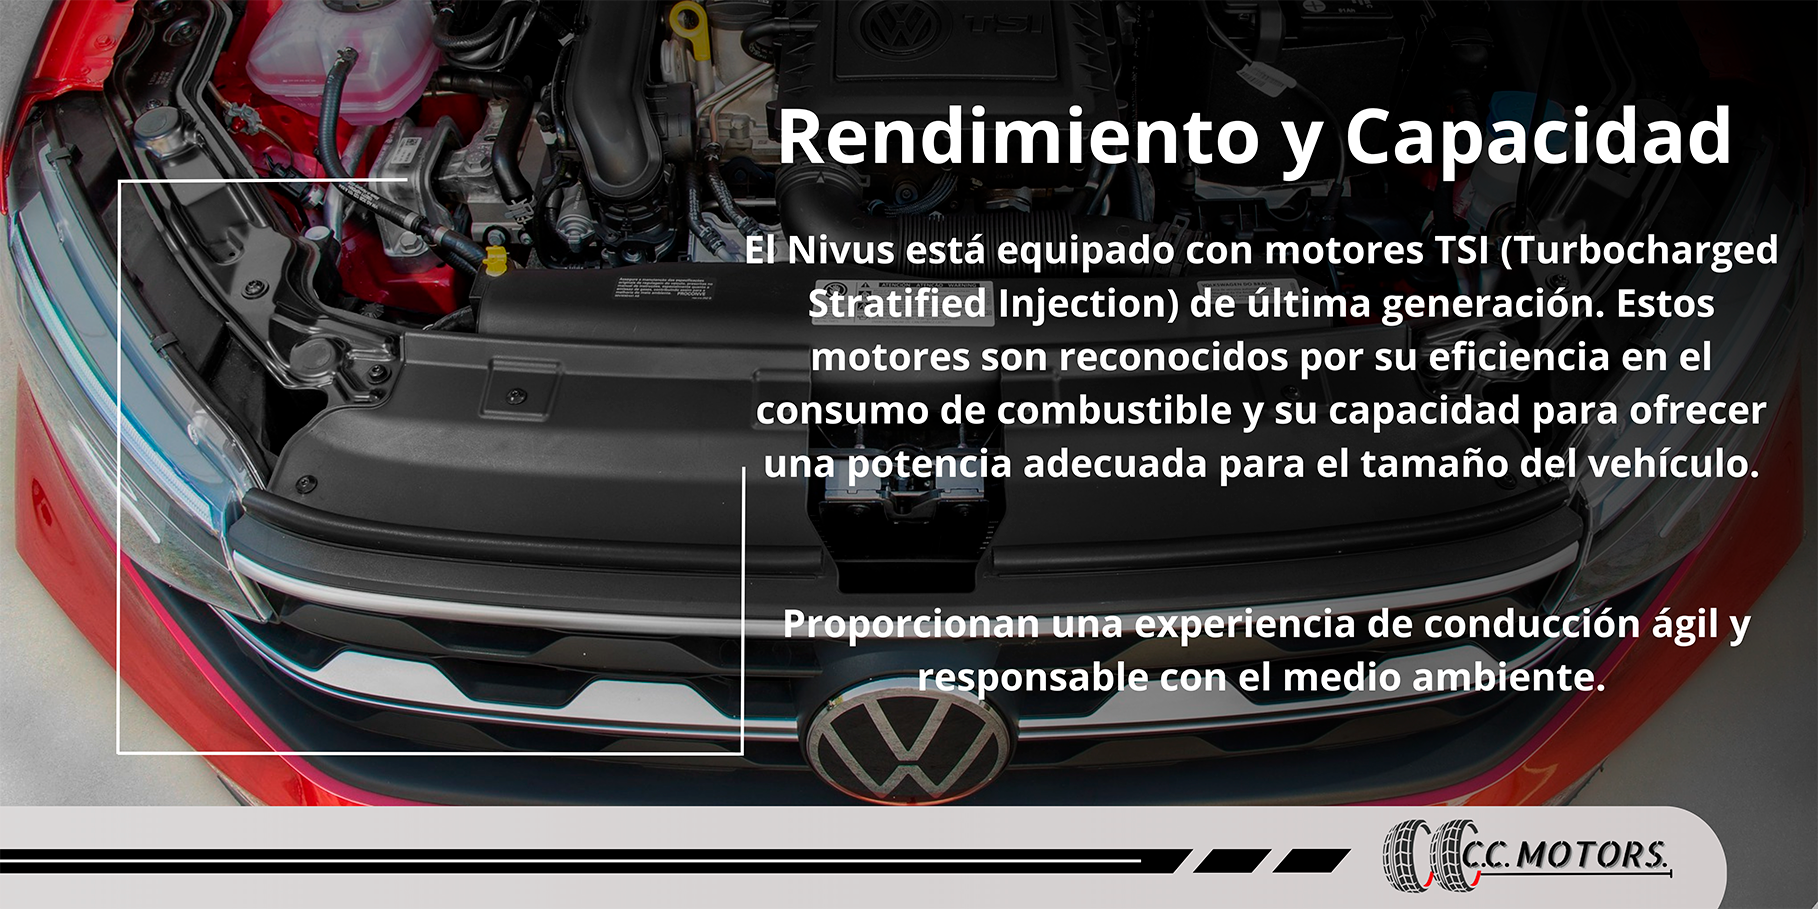 TSI
Rendimiento y Capacidad
El Nivus está equipado con motores TSI (Turbocharged
Stratified Injection) de última generación. Estos
motores son reconocidos por su eficiencia en el
consumo de combustible y su capacidad para ofrecer
una potencia adecuada para el tamaño del vehículo.
Proporcionan una experiencia de conducción ágil y
responsable con el medio ambiente.
C.C. MOTORS.